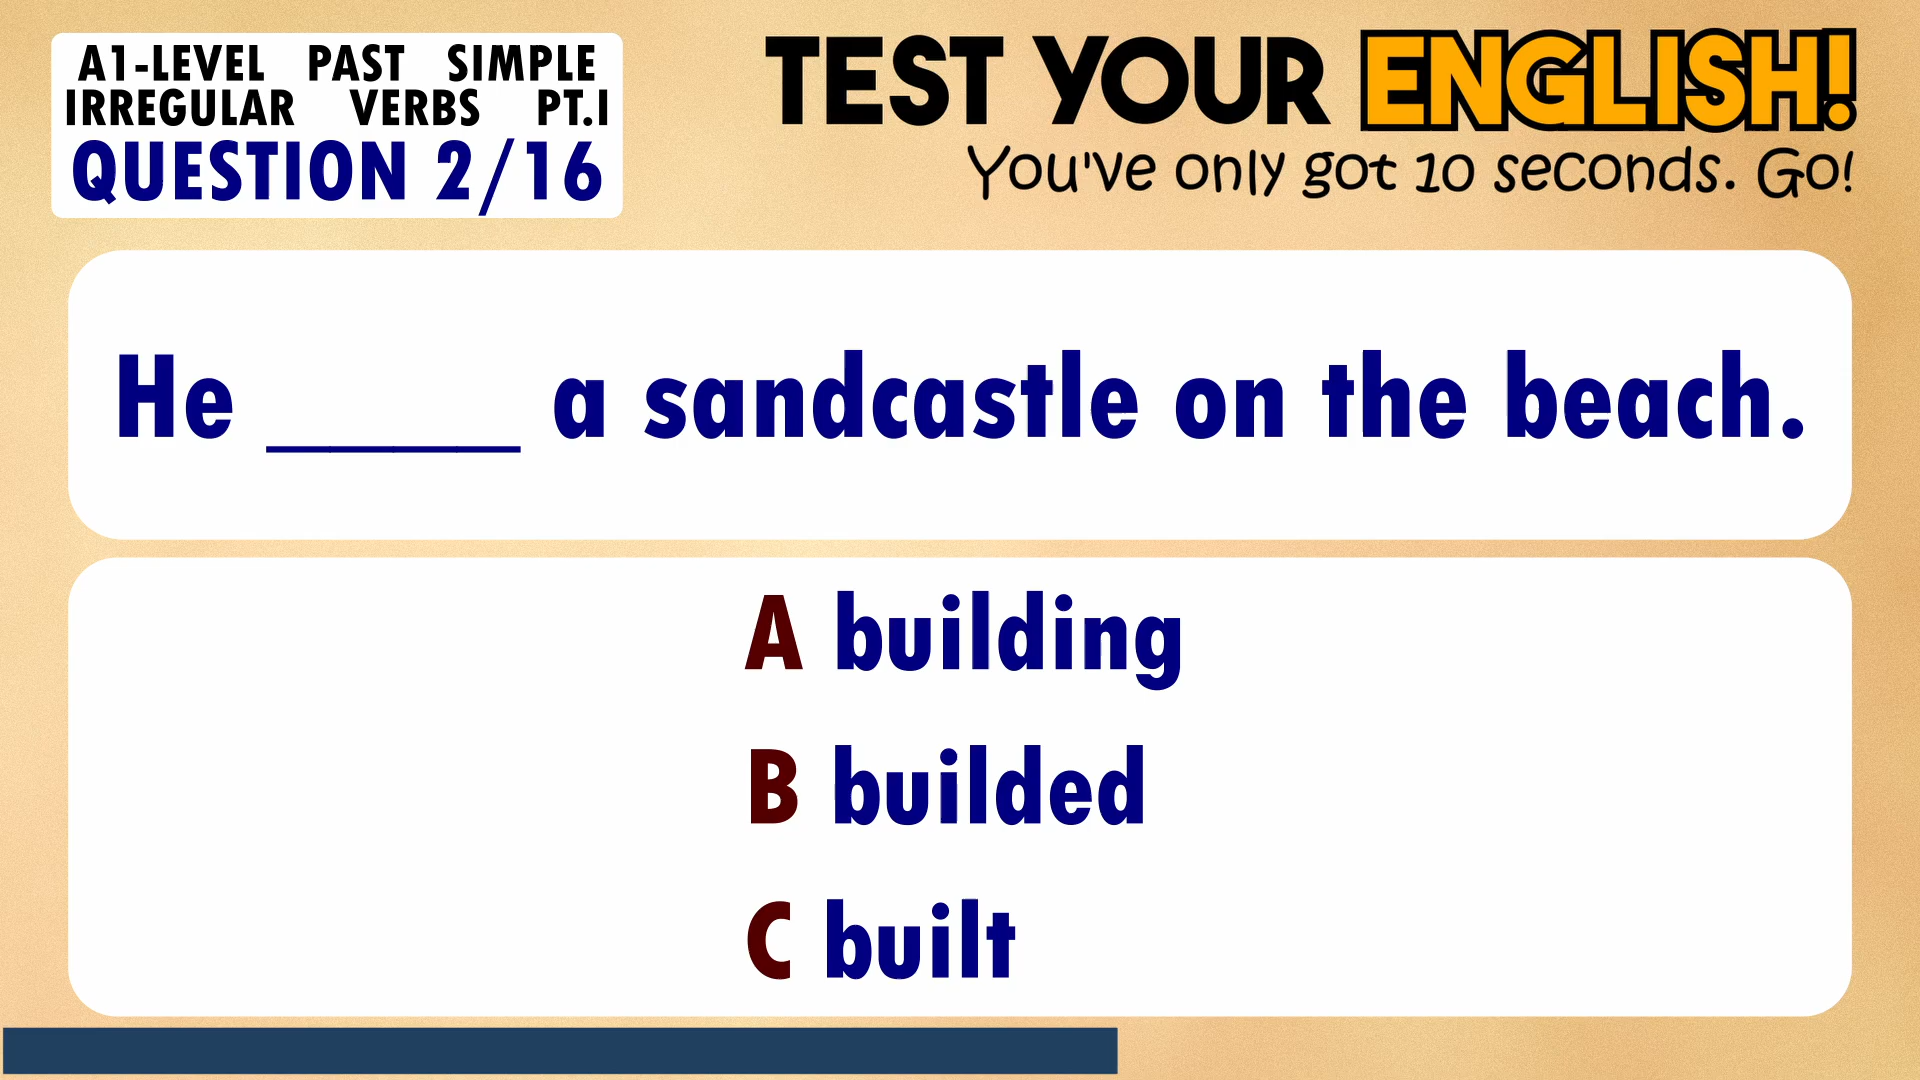 A1-LEVEL PAST SIMPLE
IRREGULAR VERBS PT.I
QUESTION 2/16
TEST YOUR ENGLISH!
You've only got 10 seconds. Go!
He _____ a sandcastle on the beach.
A building
B builded
C built